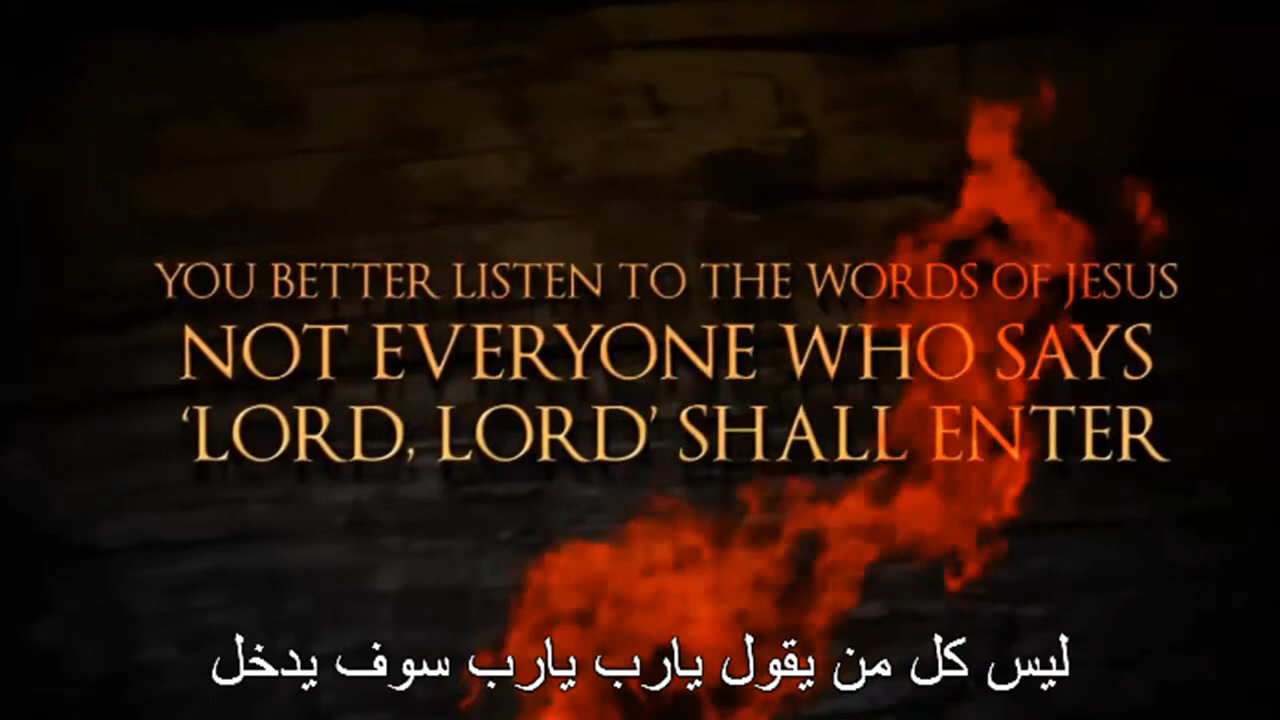 YOU BETTER LISTEN TO THE WORDS OF JESUS
NOT EVERYONE WHO SAYS
‘LORD, LORD’ SHALL ENTER
ليس كل من يقول يارب يارب سوف يدخل